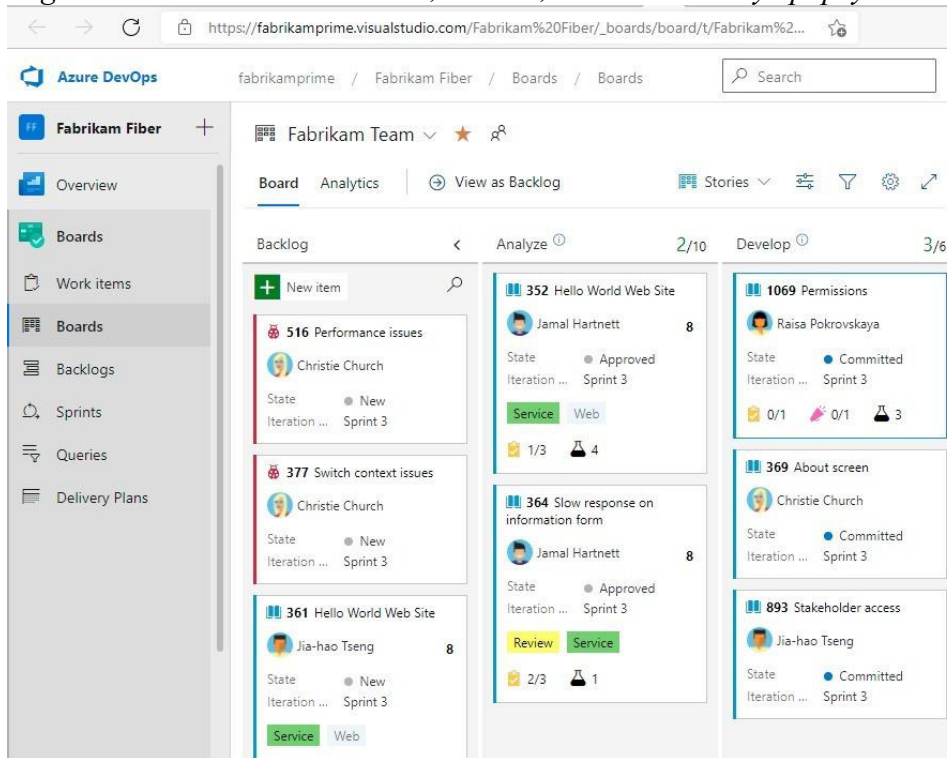 https://fabrikamprime.visualstudio.com/Fabrikam%20Fiber/_boards/board/t/Fabrikam%2...
Azure DevOps
fabrikamprime / Fabrikam Fiber / Boards / Boards
Search
FF Fabrikam Fiber
Overview
Boards
Work items
Boards
Backlogs
Sprints
Queries
Delivery Plans
Fabrikam Team
Board Analytics View as Backlog Stories
Backlog
New item
516 Performance issues
Christie Church
State New
Iteration ... Sprint 3
377 Switch context issues
Christie Church
State New
Iteration ... Sprint 3
361 Hello World Web Site
Jia-hao Tseng 8
State New
Iteration ... Sprint 3
Service Web
Analyze 2/10
352 Hello World Web Site
Jamal Hartnett 8
State Approved
Iteration ... Sprint 3
Service Web
1/3 4
364 Slow response on
information form
Jamal Hartnett 8
State Approved
Iteration ... Sprint 3
Review Service
2/3 1
Develop 3/6
1069 Permissions
Raisa Pokrovskaya
State Committed
Iteration ... Sprint 3
0/1 0/1 3
369 About screen
Christie Church
State Committed
Iteration ... Sprint 3
893 Stakeholder access
Jia-hao Tseng
State Committed
Iteration ... Sprint 3